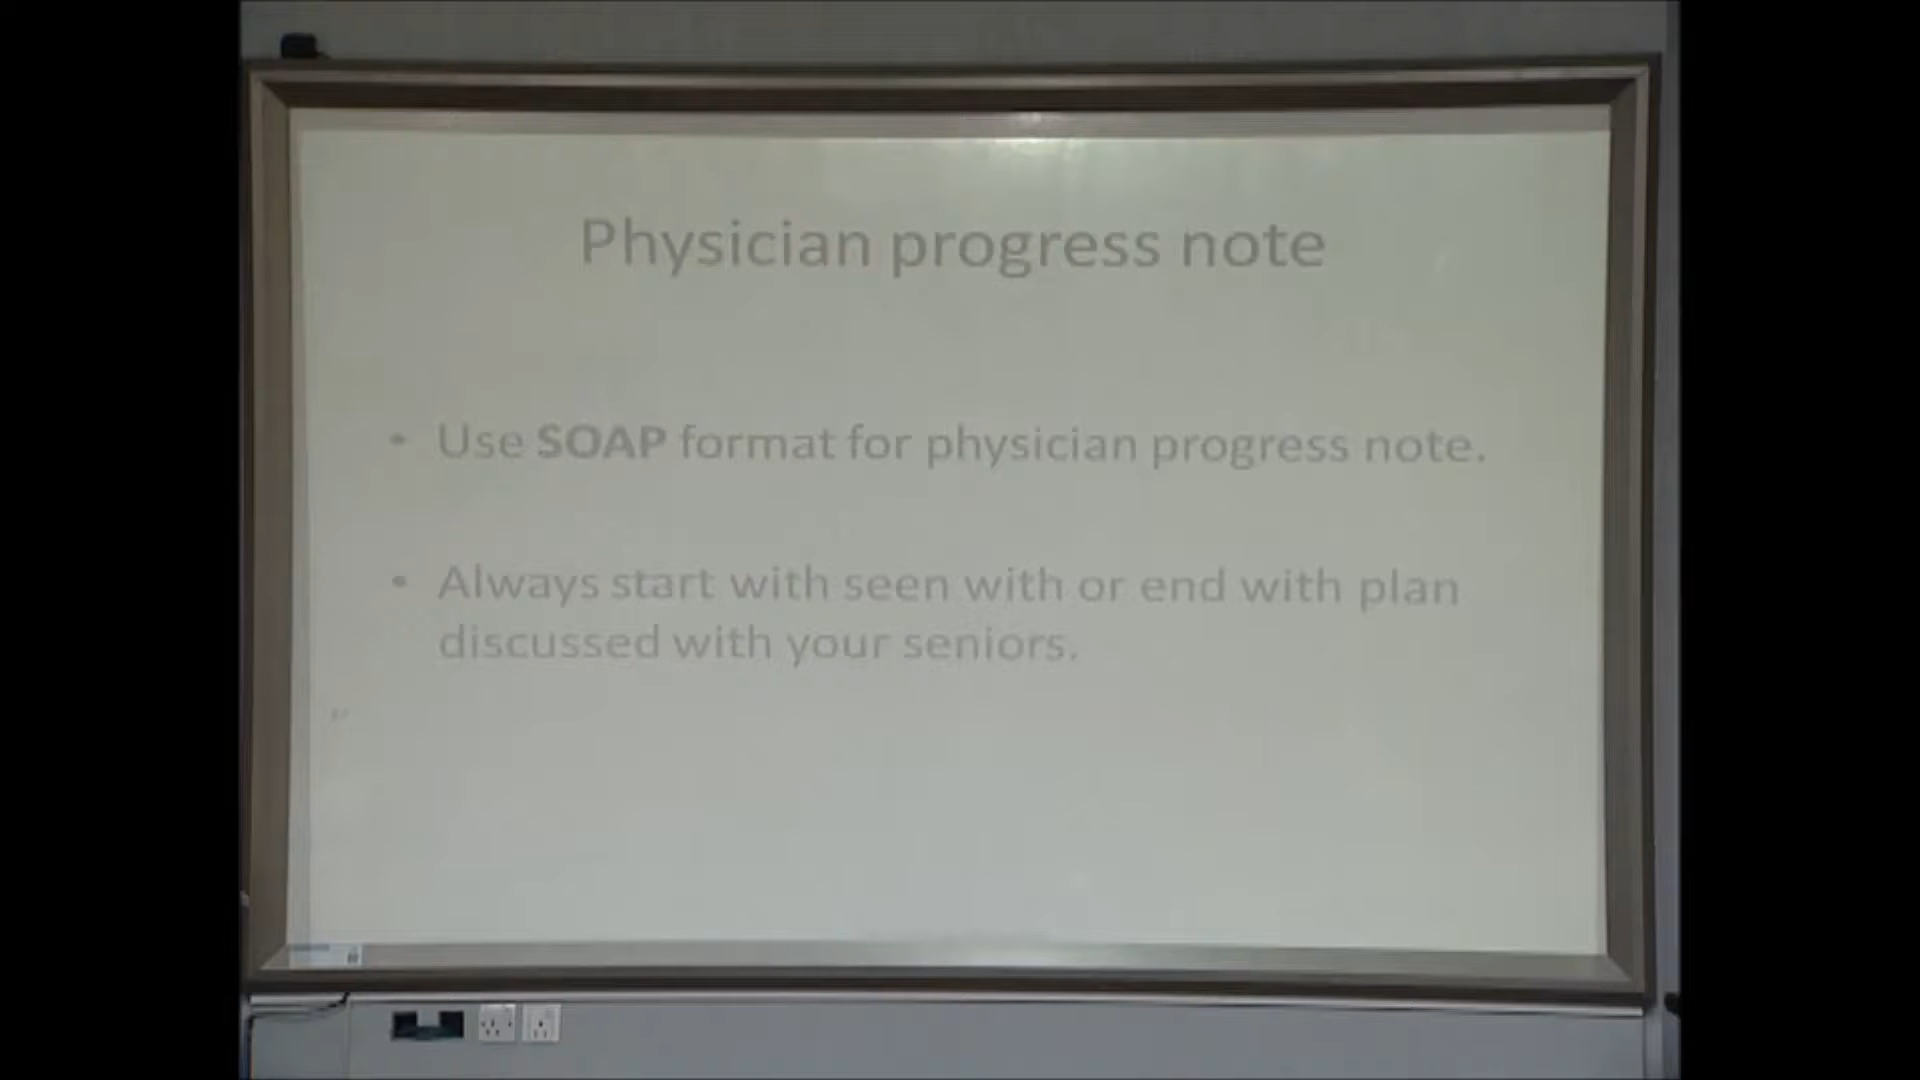 Physician progress note
• Use SOAP format for physician progress note.
• Always start with seen with or end with plan
discussed with your seniors.